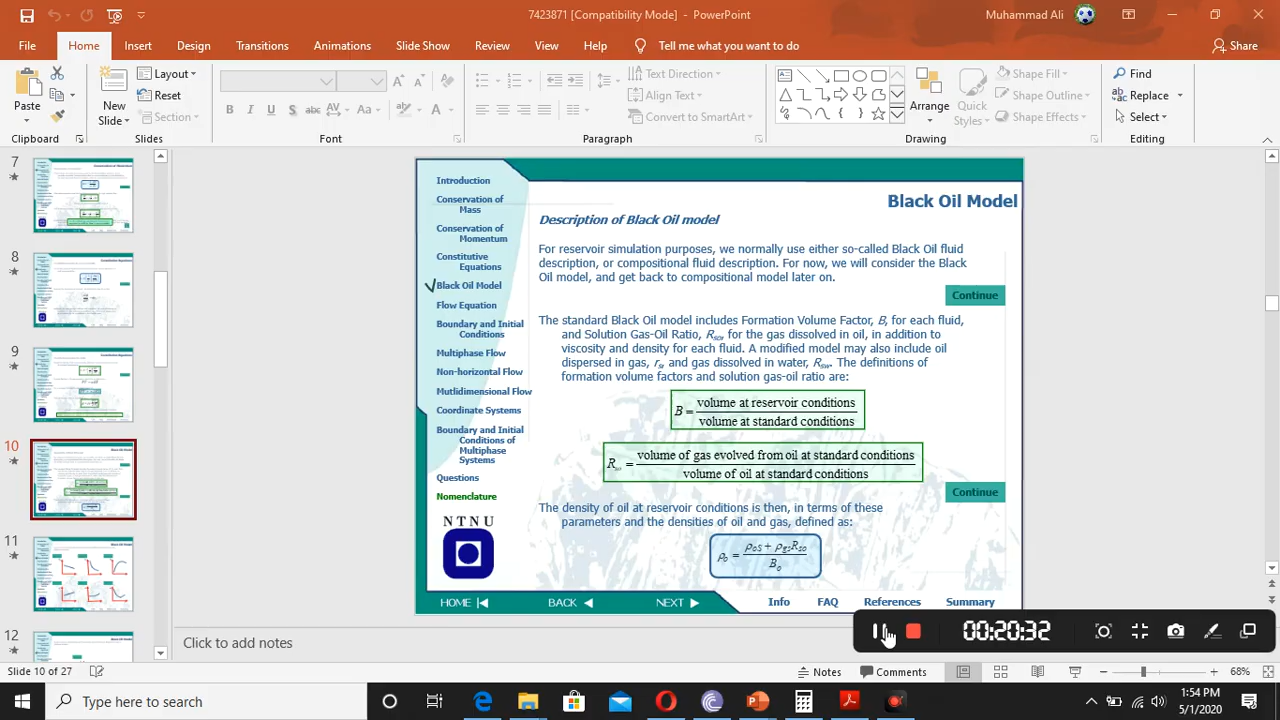 7423871 [Compatibility Mode] - PowerPoint
Muhammad Ali
File Home Insert Design Transitions Animations Slide Show Review View Help Tell me what you want to do Share
Paste
Clipboard
New Slide
Layout
Reset
Section
Slides
Font
Text Direction
Align Text
Convert to SmartArt
Paragraph
Arrange
Quick Styles
Shape Fill
Shape Outline
Shape Effects
Drawing
Find
Replace
Select
Editing
7
8
10
11
12
Introduction
Conservation of
Mass
Conservation of
Momentum
Constitutive
Equations
Black Oil Model
Flow Equation
Boundary and Initial
Conditions
Multiphase Flow
Non-horizontal Flow
Mutlidimensional Flow
Coordinate Systems
Boundary and Initial
Conditions of
Multiphase
Systems
Questions
Nomenclature
NTNU
Black Oil Model
Description of Black Oil model
For reservoir simulation purposes, we normally use either so-called Black Oil fluid
description, or compositional fluid description. For now, we will consider the Black
Oil model, and get back to compositional model later on.
Continue
The standard Black Oil model includes Formation Volume Factor, B, for each fluid,
and Solution Gas-Oil Ratio, Rso, for the gas dissolved in oil, in addition to
viscosity and density for each fluid. A modified model may also include oil
dispersed in gas, rs, and gas dissolved in water, Rsw. The definitions of
formation volume factors and solution gas-oil ratio are:
B = volume at reservoir conditions
volume at standard conditions
Rso = volume of gas evolved from oil at standard conditions
volume of oil at standard conditions
Continue
The density of oil at reservoir conditions is then, in terms of these
parameters and the densities of oil and gas, defined as:
ρo = ρoS + ρgS Rso
Bo
HOME BACK NEXT Info FAQ References Summary
00:20:32
Click to add notes
Slide 10 of 27
Notes
Comments
68%
Type here to search
1:54 PM
5/1/2020